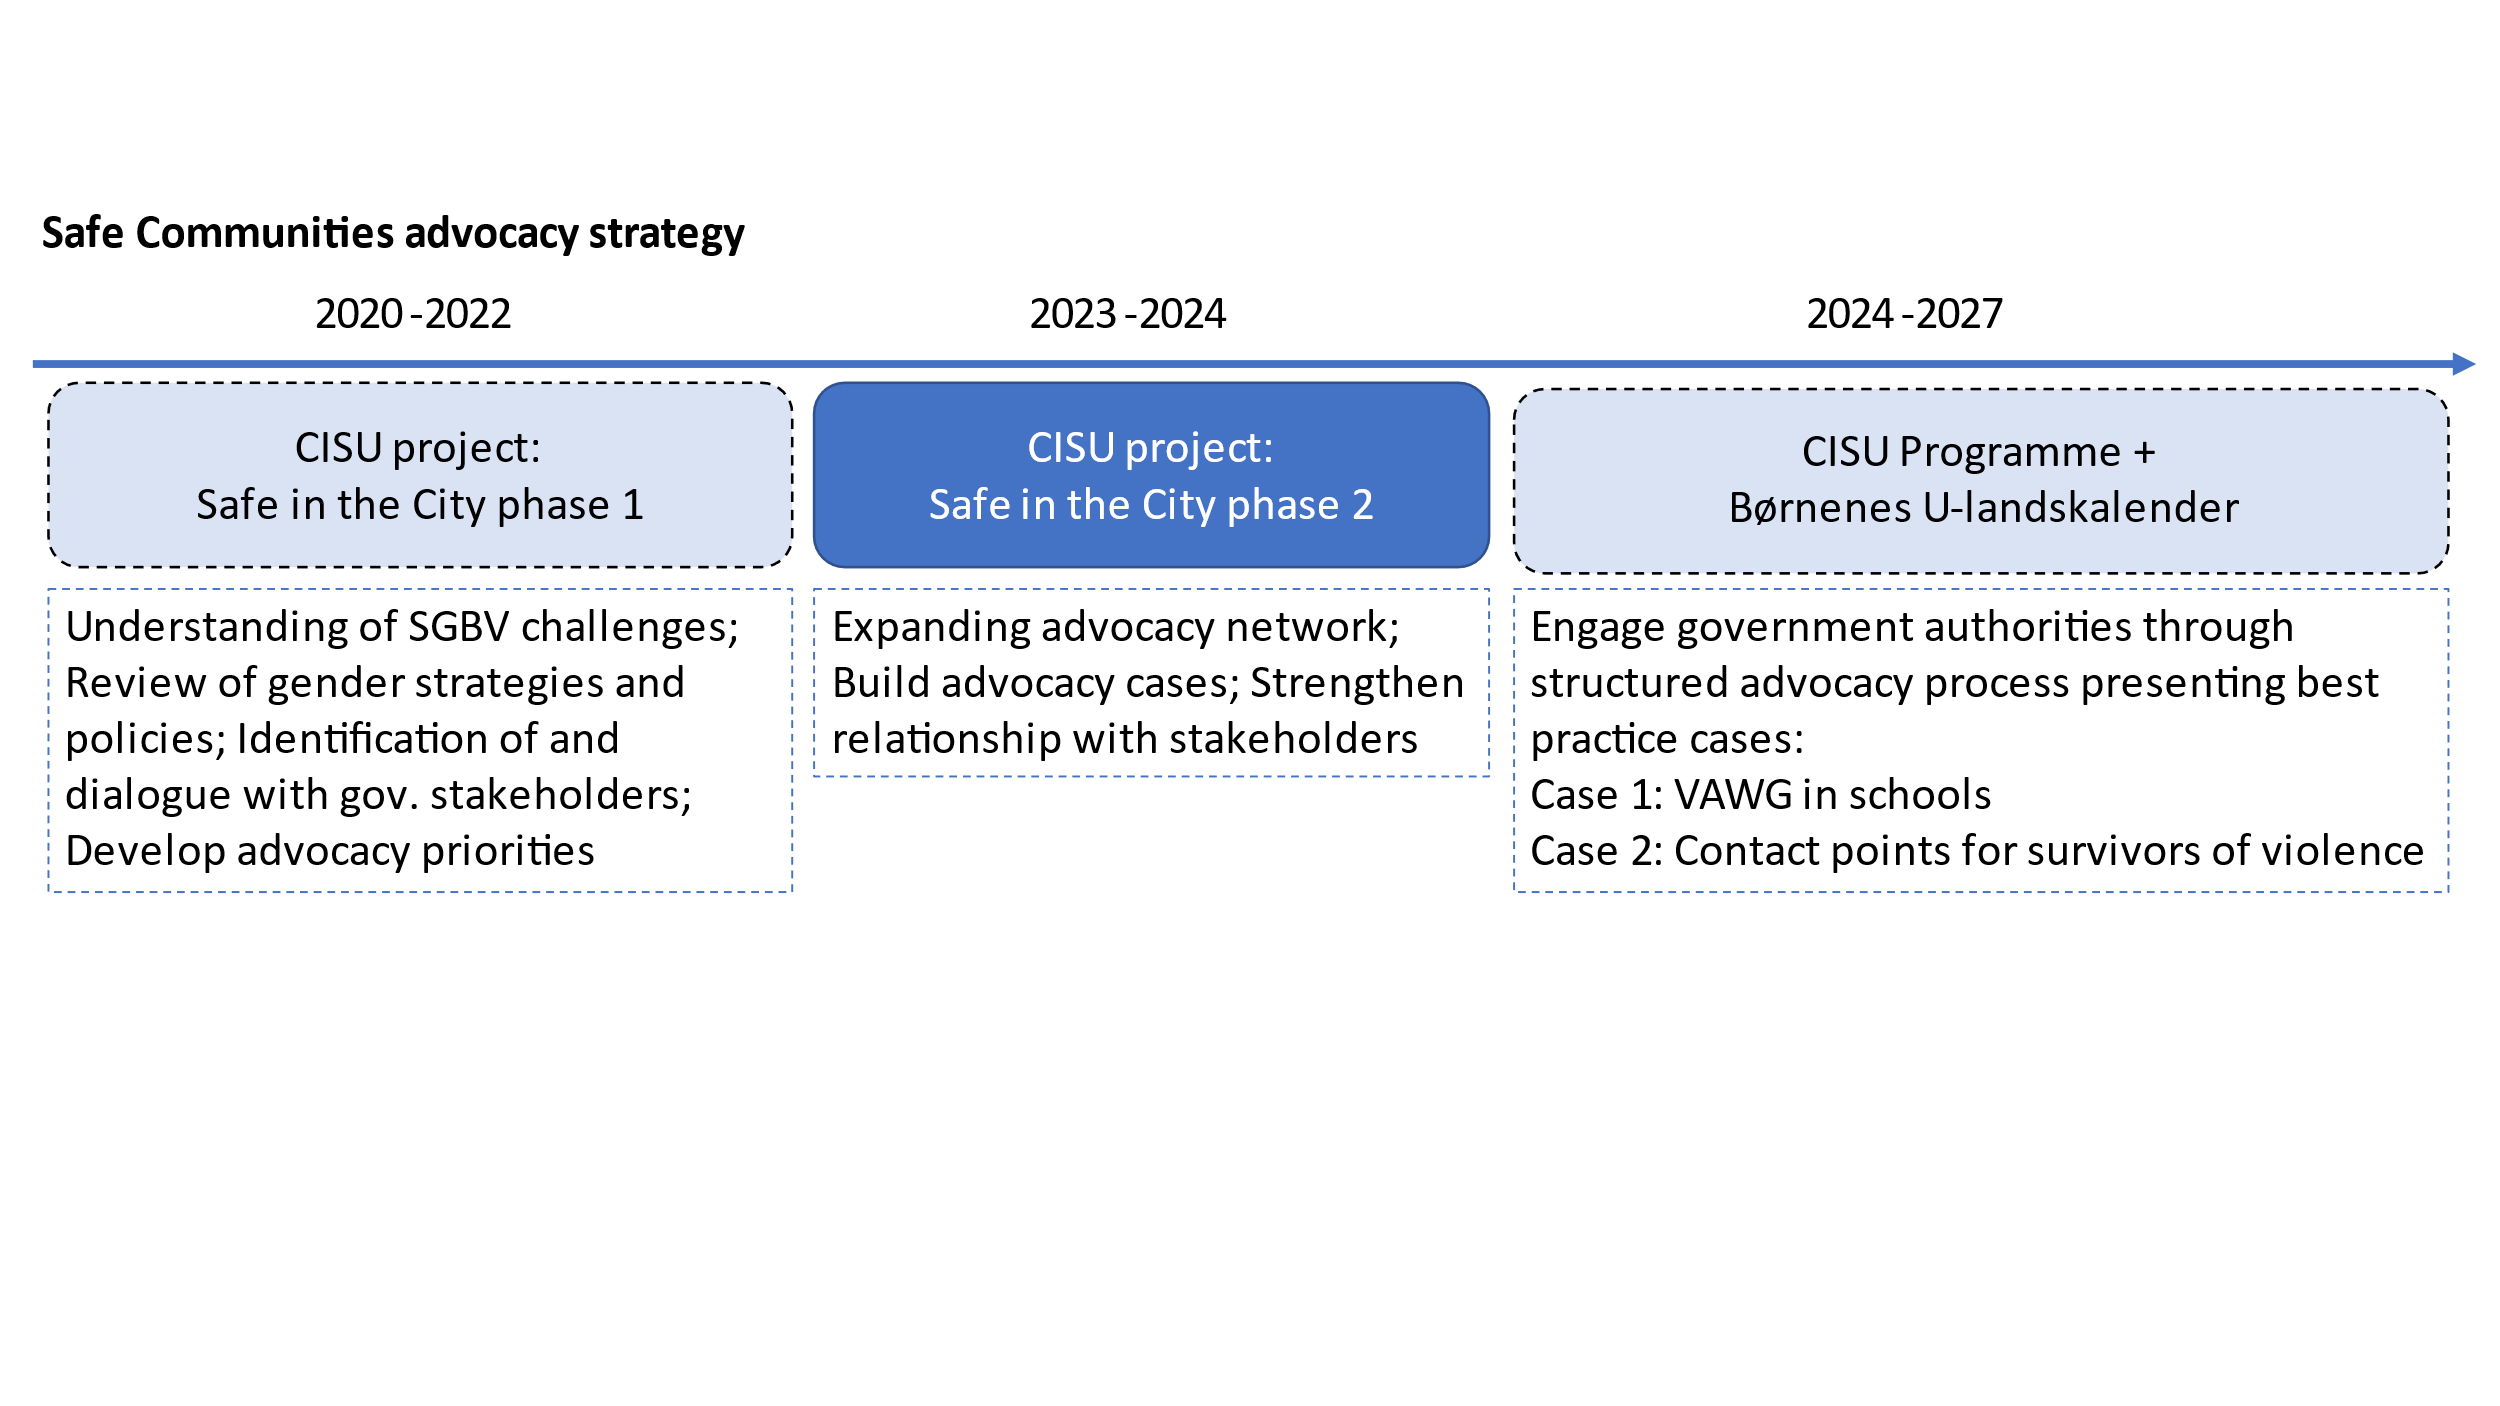 Safe Communities advocacy strategy
2020 -2022
2023 -2024
2024 -2027
CISU project:
Safe in the City phase 1
CISU project:
Safe in the City phase 2
CISU Programme +
Børnenes U-landskalender
Understanding of SGBV challenges;
Review of gender strategies and
policies; Identification of and
dialogue with gov. stakeholders;
Develop advocacy priorities
Expanding advocacy network;
Build advocacy cases; Strengthen
relationship with stakeholders
Engage government authorities through
structured advocacy process presenting best
practice cases:
Case 1: VAWG in schools
Case 2: Contact points for survivors of violence